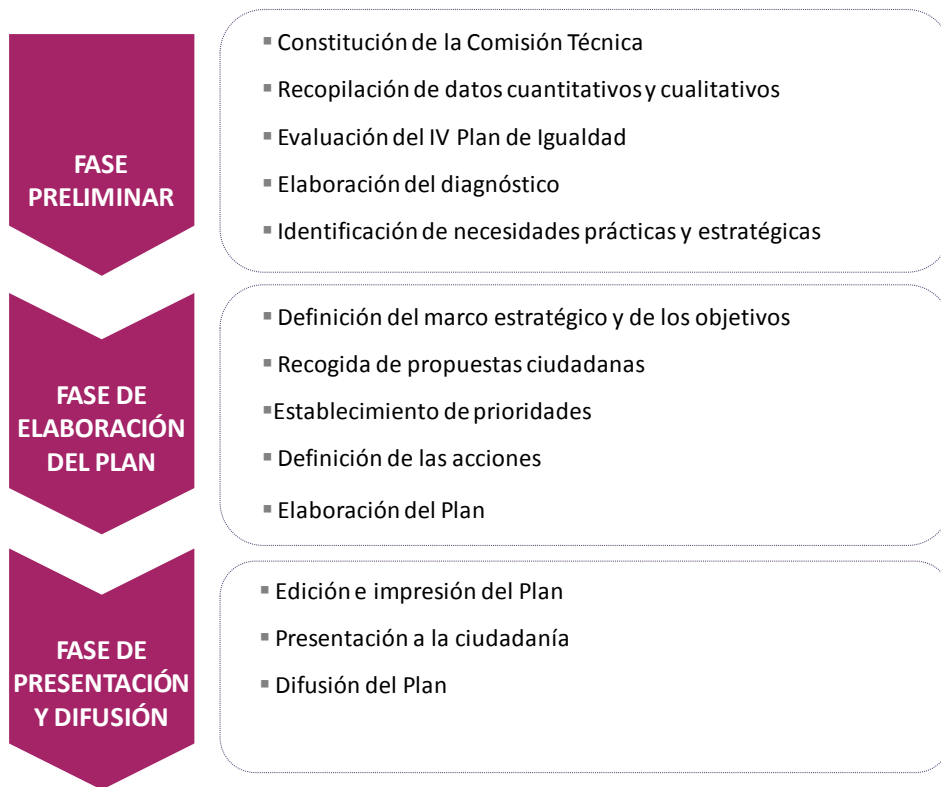 FASE
PRELIMINAR
▪ Constitución de la Comisión Técnica
▪ Recopilación de datos cuantitativos y cualitativos
▪ Evaluación del IV Plan de Igualdad
▪ Elaboración del diagnóstico
▪ Identificación de necesidades prácticas y estratégicas
FASE DE
ELABORACIÓN
DEL PLAN
▪ Definición del marco estratégico y de los objetivos
▪ Recogida de propuestas ciudadanas
▪ Establecimiento de prioridades
▪ Definición de las acciones
▪ Elaboración del Plan
FASE DE
PRESENTACIÓN
Y DIFUSIÓN
▪ Edición e impresión del Plan
▪ Presentación a la ciudadanía
▪ Difusión del Plan